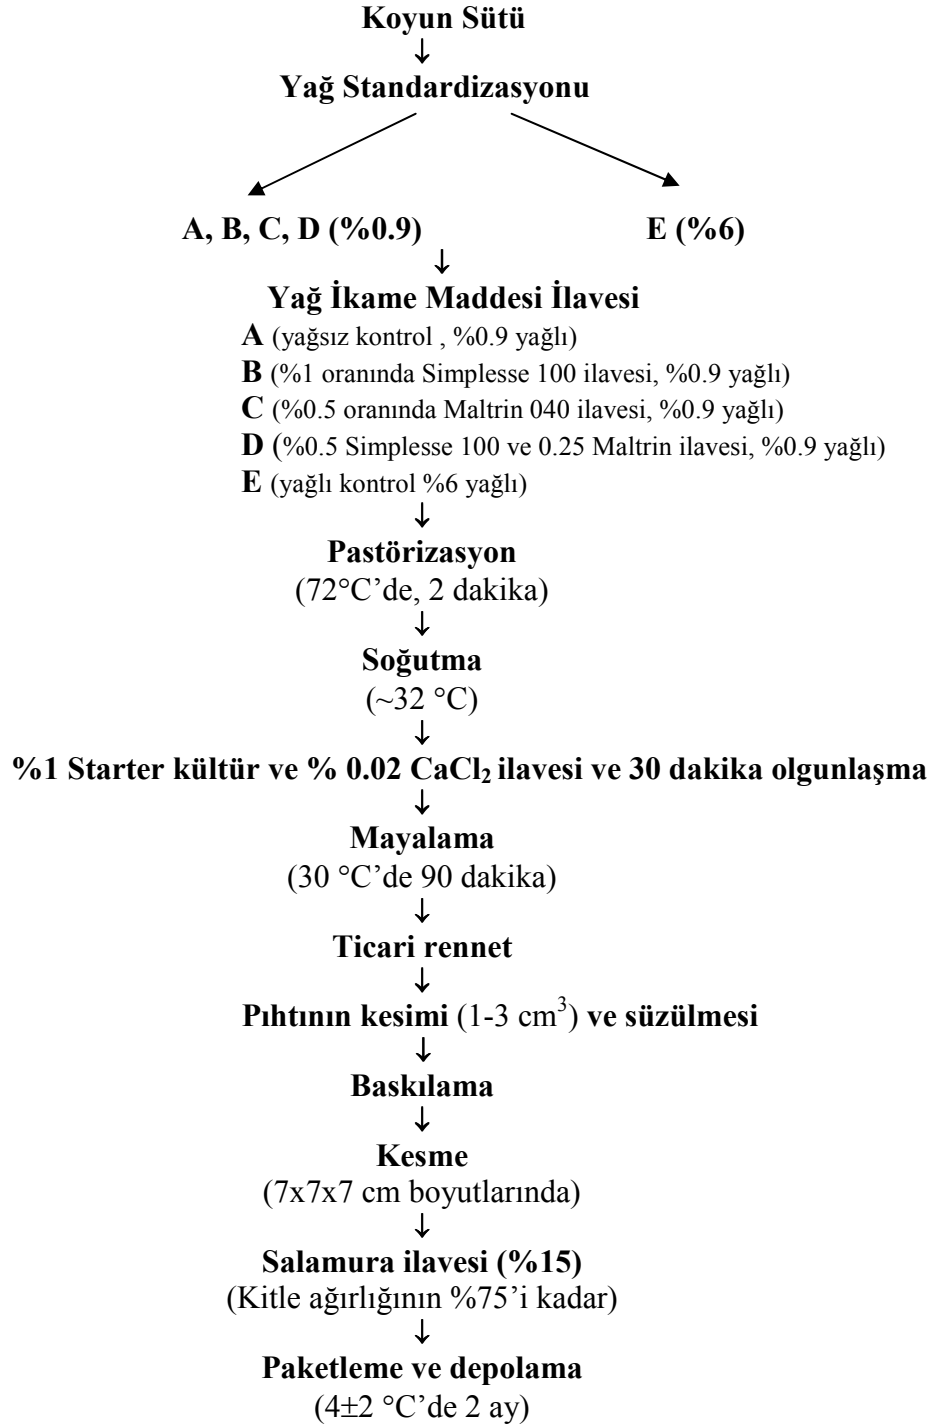 Koyun Sütü
↓
Yağ Standardizasyonu
A, B, C, D (%0.9) E (%6)
↓
Yağ İkame Maddesi İlavesi
A (yağsız kontrol , %0.9 yağlı)
B (%1 oranında Simplesse 100 ilavesi, %0.9 yağlı)
C (%0.5 oranında Maltrin 040 ilavesi, %0.9 yağlı)
D (%0.5 Simplesse 100 ve 0.25 Maltrin ilavesi, %0.9 yağlı)
E (yağlı kontrol %6 yağlı)
↓
Pastörizasyon
(72°C’de, 2 dakika)
↓
Soğutma
(~32 °C)
↓
%1 Starter kültür ve % 0.02 CaCl₂ ilavesi ve 30 dakika olgunlaşma
↓
Mayalama
(30 °C’de 90 dakika)
↓
Ticari rennet
↓
Pıhtının kesimi (1-3 cm³) ve süzülmesi
↓
Baskılama
↓
Kesme
(7x7x7 cm boyutlarında)
↓
Salamura ilavesi (%15)
(Kitle ağırlığının %75’i kadar)
↓
Paketleme ve depolama
(4±2 °C’de 2 ay)